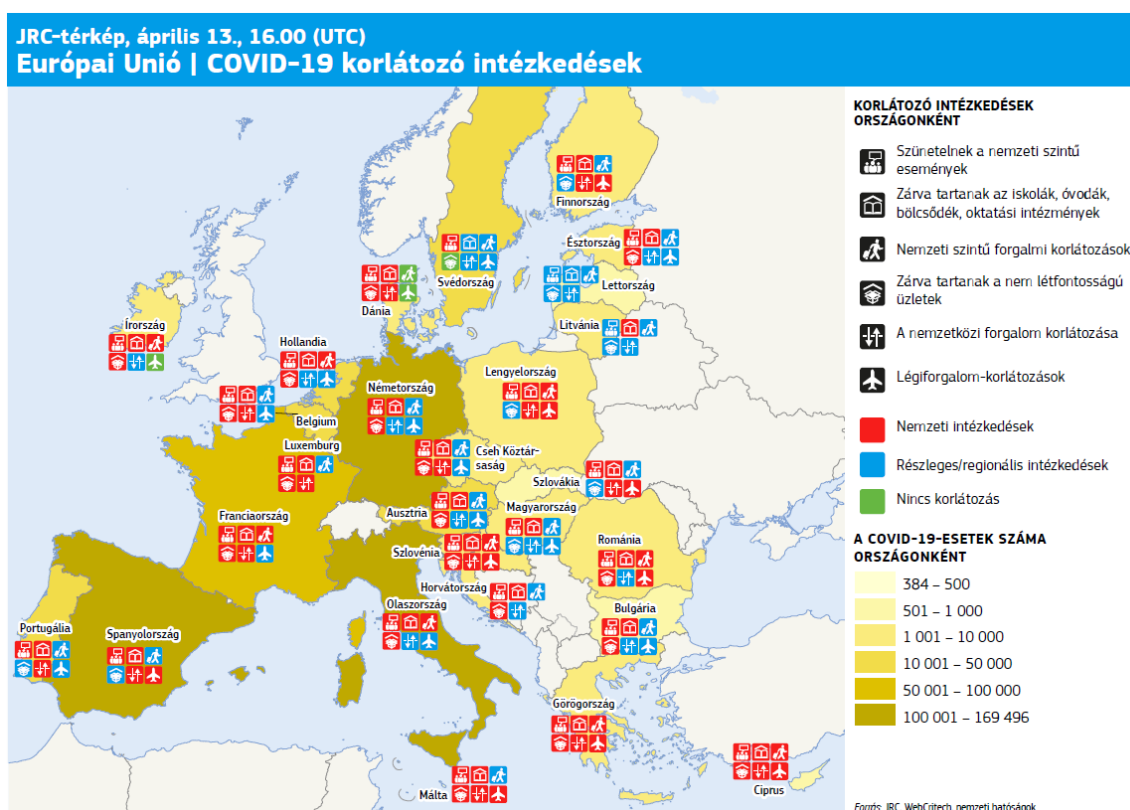 JRC-térkép, április 13., 16.00 (UTC)
Európai Unió | COVID-19 korlátozó intézkedések
Finnország
Észtország
Svédország
Lettország
Dánia
Litvánia
Írország
Hollandia
Németország
Lengyelország
Belgium
Luxemburg
Cseh Köztár-
saság
Szlovákia
Ausztria
Magyarország
Franciaország
Szlovénia
Románia
Horvátország
Olaszország
Bulgária
Portugália
Spanyolország
Görögország
Málta
Ciprus
KORLÁTOZÓ INTÉZKEDÉSEK
ORSZÁGONKÉNT
Szünetelnek a nemzeti szintű
események
Zárva tartanak az iskolák, óvodák,
bölcsődék, oktatási intézmények
Nemzeti szintű forgalmi korlátozások
Zárva tartanak a nem létfontosságú
üzletek
A nemzetközi forgalom korlátozása
Légiforgalom-korlátozások
Nemzeti intézkedések
Részleges/regionális intézkedések
Nincs korlátozás
A COVID-19-ESETEK SZÁMA
ORSZÁGONKÉNT
384 – 500
501 – 1 000
1 001 – 10 000
10 001 – 50 000
50 001 – 100 000
100 001 – 169 496
Forrás: JRC, WebCritech, nemzeti hatóságok